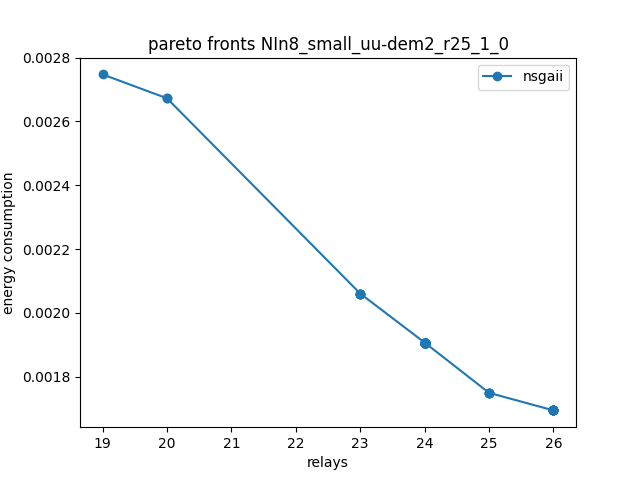 pareto fronts NIn8_small_uu-dem2_r25_1_0
nsgaii
energy consumption
0.0028
0.0026
0.0024
0.0022
0.0020
0.0018
19 20 21 22 23 24 25 26
relays